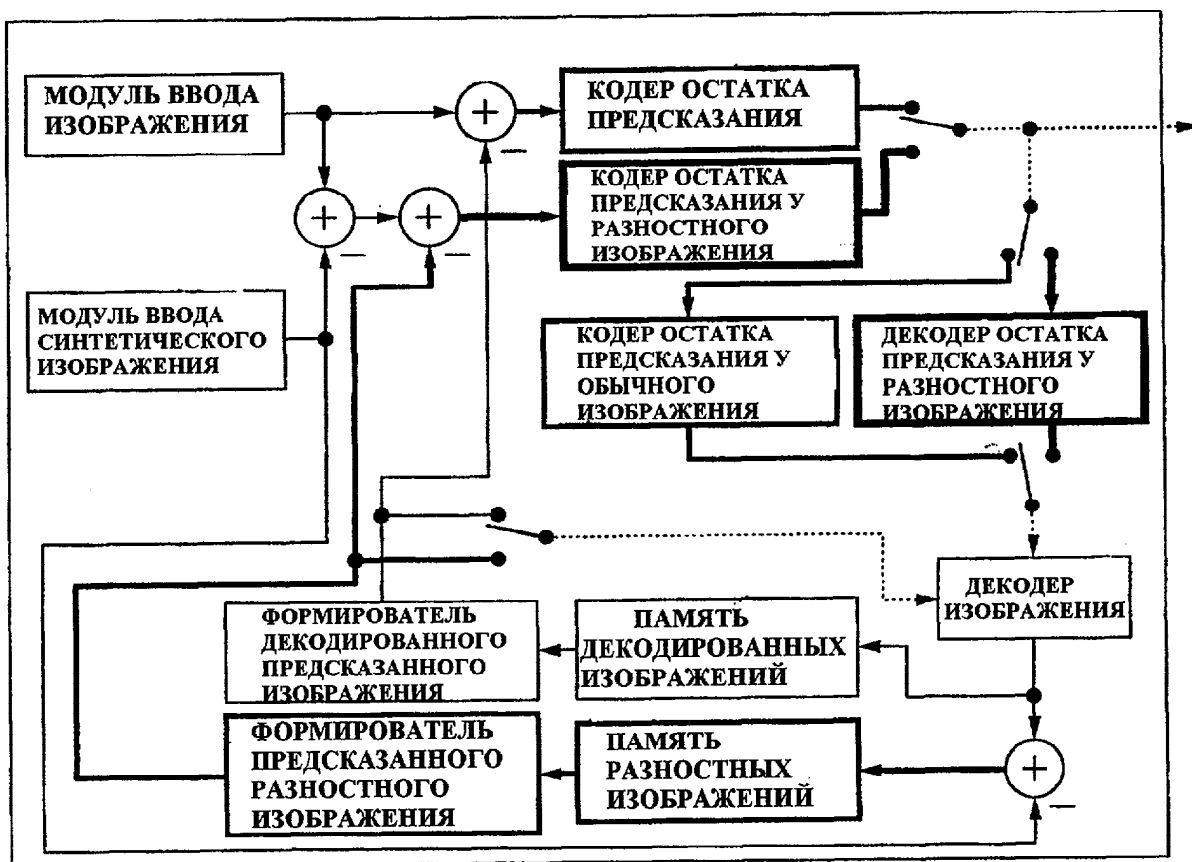 МОДУЛЬ ВВОДА
ИЗОБРАЖЕНИЯ
КОДЕР ОСТАТКА
ПРЕДСКАЗАНИЯ
КОДЕР ОСТАТКА
ПРЕДСКАЗАНИЯ У
РАЗНОСТНОГО
ИЗОБРАЖЕНИЯ
МОДУЛЬ ВВОДА
СИНТЕТИЧЕСКОГО
ИЗОБРАЖЕНИЯ
КОДЕР ОСТАТКА
ПРЕДСКАЗАНИЯ У
ОБЫЧНОГО
ИЗОБРАЖЕНИЯ
ДЕКОДЕР ОСТАТКА
ПРЕДСКАЗАНИЯ У
РАЗНОСТНОГО
ИЗОБРАЖЕНИЯ
ДЕКОДЕР
ИЗОБРАЖЕНИЯ
ФОРМИРОВАТЕЛЬ
ДЕКОДИРОВАННОГО
ПРЕДСКАЗАННОГО
ИЗОБРАЖЕНИЯ
ПАМЯТЬ
ДЕКОДИРОВАННЫХ
ИЗОБРАЖЕНИЙ
ФОРМИРОВАТЕЛЬ
ПРЕДСКАЗАННОГО
РАЗНОСТНОГО
ИЗОБРАЖЕНИЯ
ПАМЯТЬ
РАЗНОСТНЫХ
ИЗОБРАЖЕНИЙ